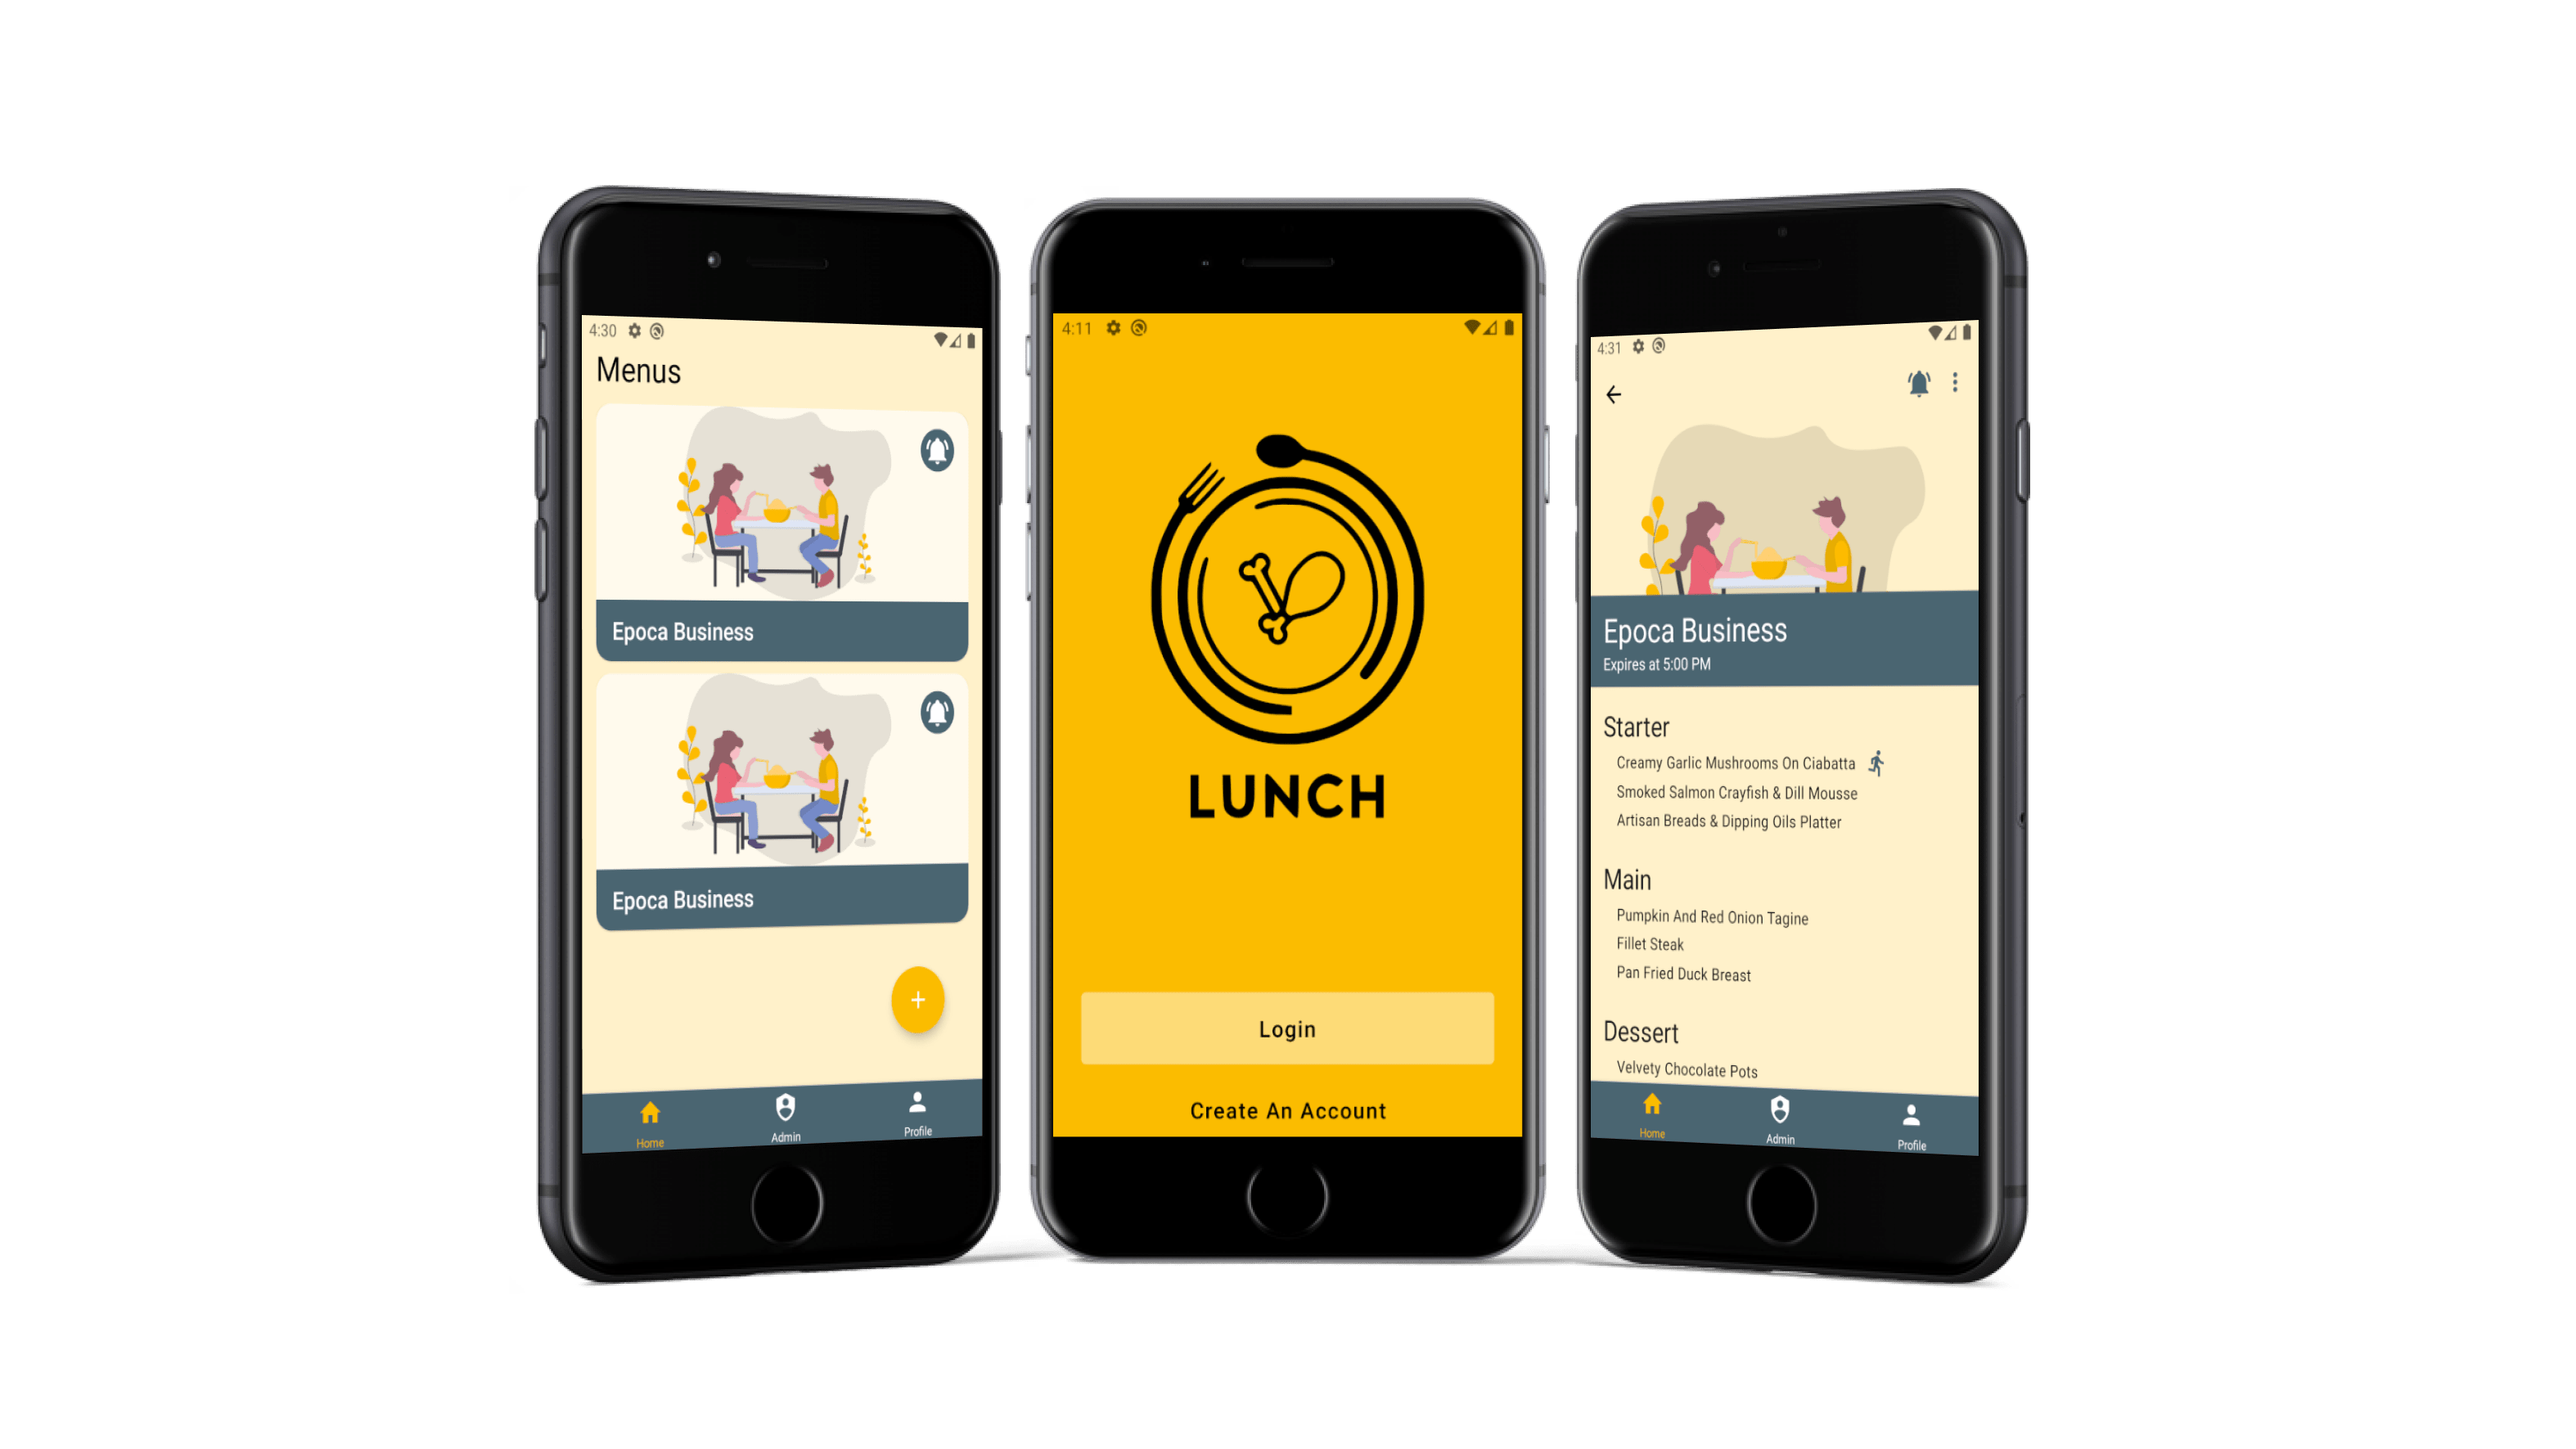 4:30
Menus
Epoca Business
Epoca Business
Home
Admin
Profile
4:11
LUNCH
Login
Create An Account
4:31
Epoca Business
Expires at 5:00 PM
Starter
Creamy Garlic Mushrooms On Ciabatta
Smoked Salmon Crayfish & Dill Mousse
Artisan Breads & Dipping Oils Platter
Main
Pumpkin And Red Onion Tagine
Fillet Steak
Pan Fried Duck Breast
Dessert
Velvety Chocolate Pots
Home
Admin
Profile